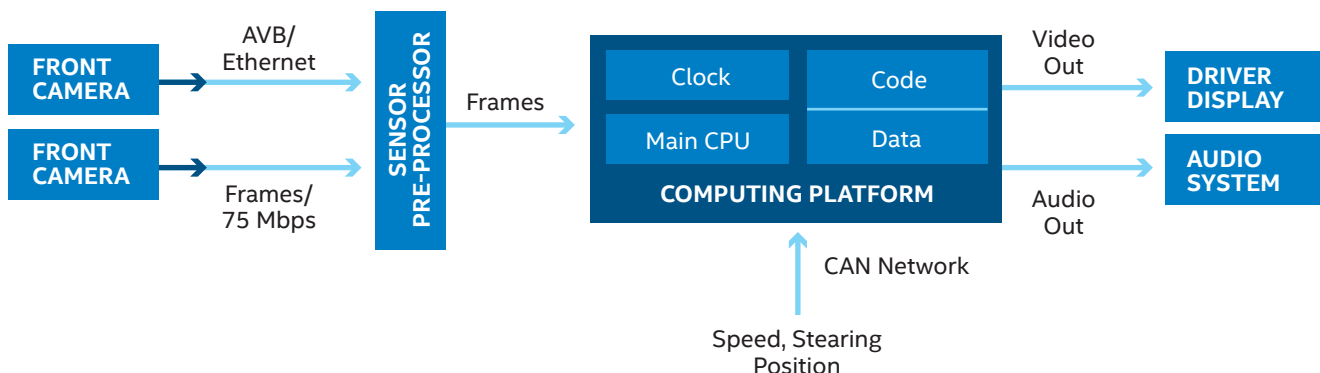 FRONT
CAMERA
AVB/
Ethernet
FRONT
CAMERA
Frames/
75 Mbps
SENSOR
PRE-PROCESSOR
Frames
Clock
Code
Main CPU
Data
COMPUTING PLATFORM
Video
Out
DRIVER
DISPLAY
Audio
Out
AUDIO
SYSTEM
CAN Network
Speed, Stearing
Position